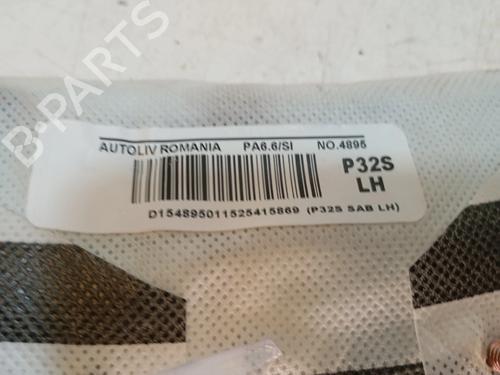 B-PARTS
AUTOLIV ROMANIA PA6.6/SI NO.4895
P32S
LH
D154895011525415869 (P32S SAB LH)